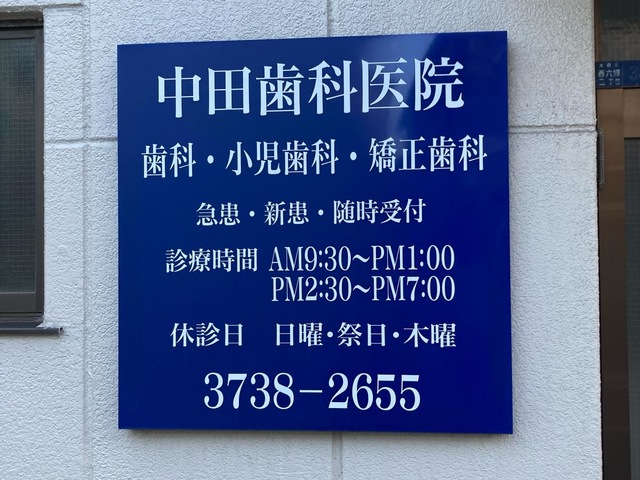 中田歯科医院
歯科・小児歯科・矯正歯科
急患・新患・随時受付
診療時間 AM9:30〜PM1:00
PM2:30〜PM7:00
休診日 日曜・祭日・木曜
3738-2655